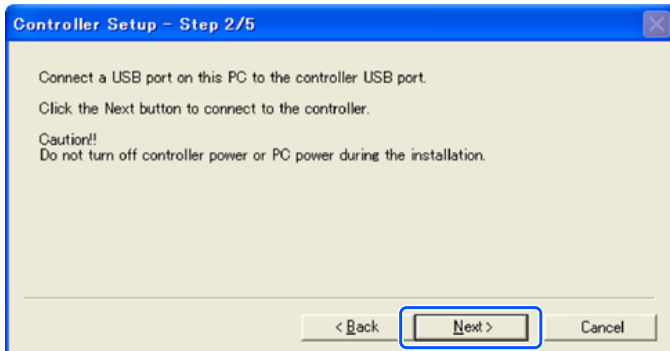 Controller Setup - Step 2/5
Connect a USB port on this PC to the controller USB port.
Click the Next button to connect to the controller.
Caution!!
Do not turn off controller power or PC power during the installation.
< Back
Next >
Cancel